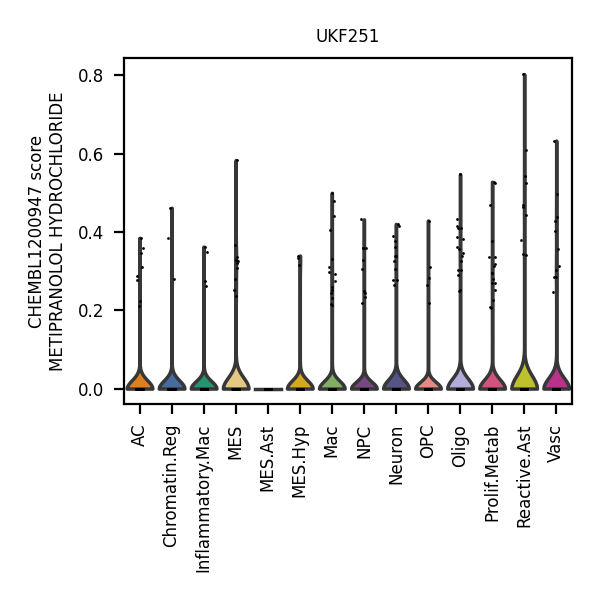 UKF251
CHEMBL1200947 score
METIPRANOLOL HYDROCHLORIDE
0.8
0.6
0.4
0.2
0.0
AC
Chromatin.Reg
Inflammatory.Mac
MES
MES.Ast
MES.Hyp
Mac
NPC
Neuron
OPC
Oligo
Prolif.Metab
Reactive.Ast
Vasc